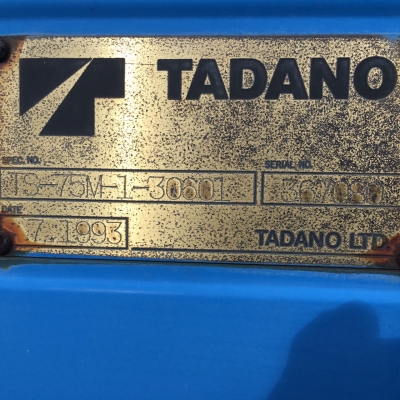 TADANO
SPEC. NO. SERIAL NO.
TS-75M-1-30601
DATE
7. 1993 TADANO LTD